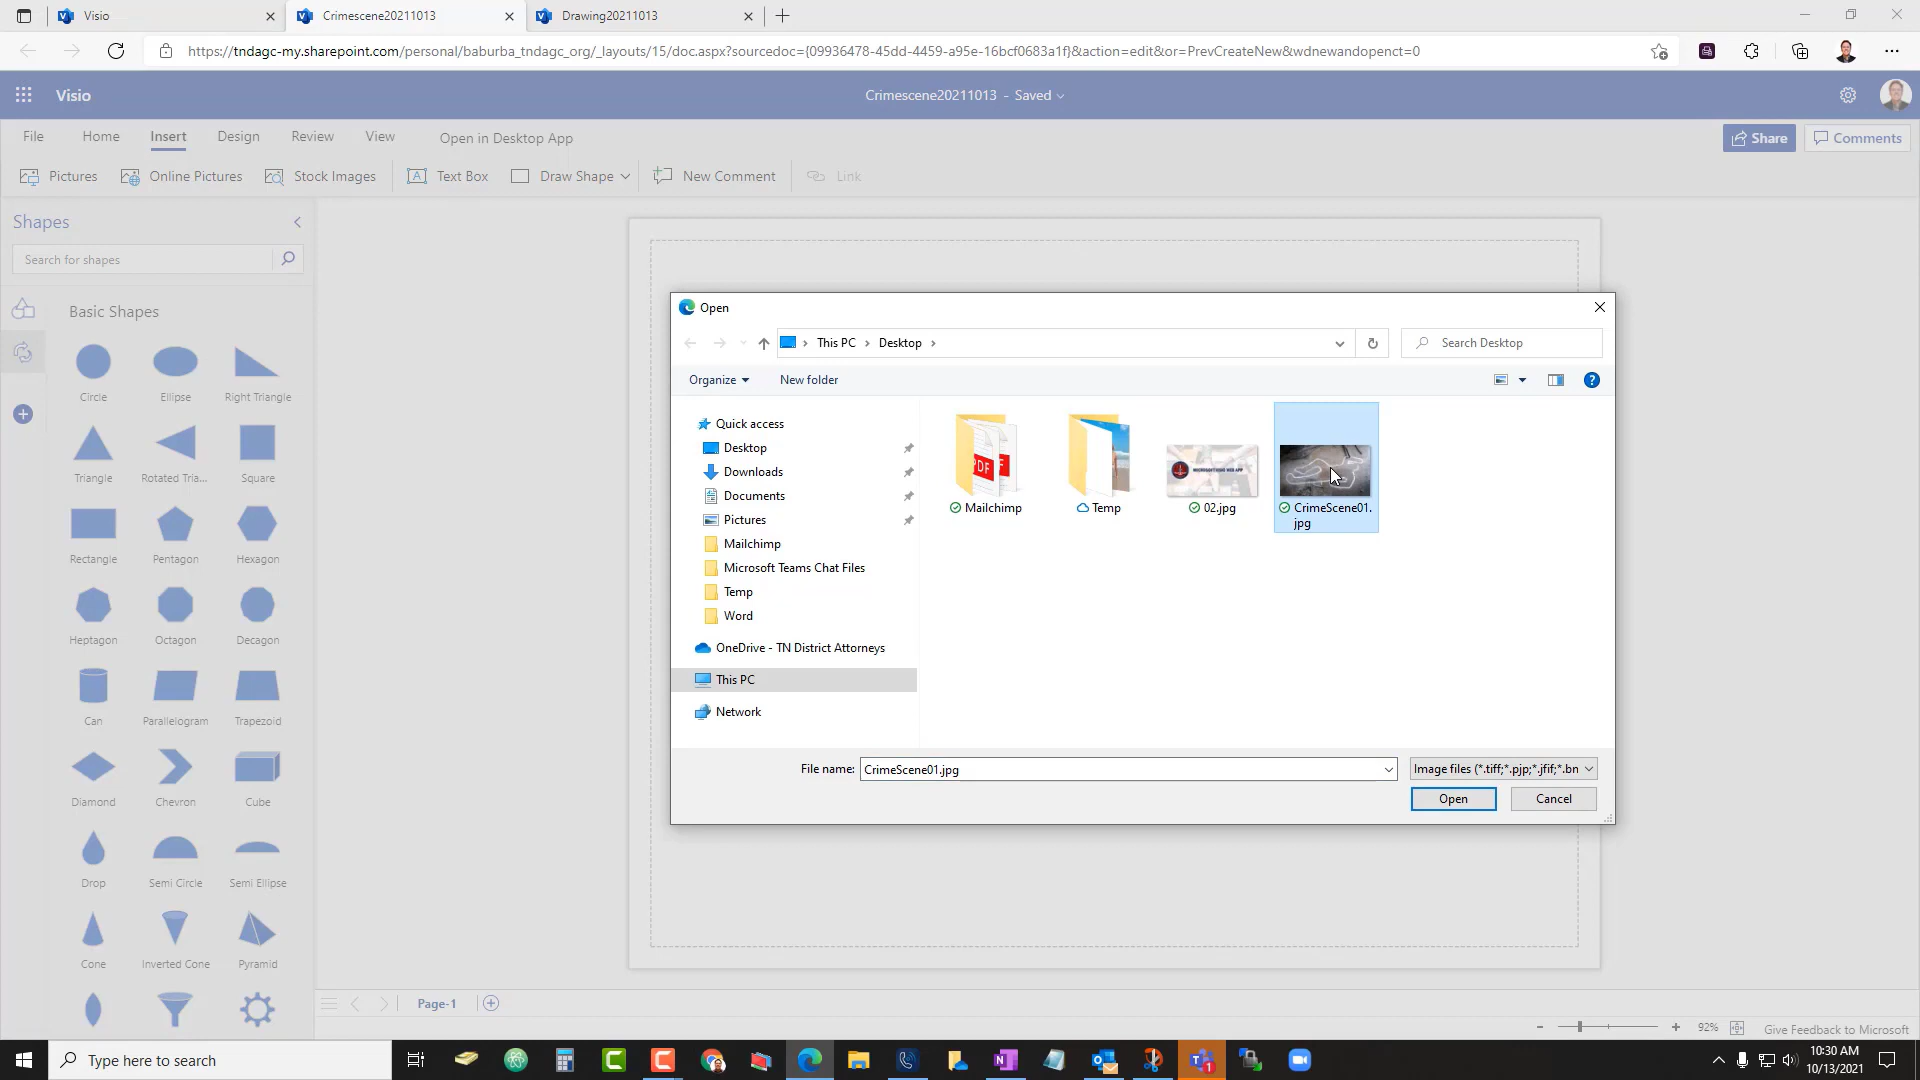 Visio
Crimescene20211013
Drawing20211013
https://tndagc-my.sharepoint.com/personal/baburba_tndagc_org/_layouts/15/doc.aspx?sourcedoc={09936478-45dd-4459-a95e-16bcf0683a1f}&action=edit&or=PrevCreateNew&wdnewandopenct=0
Visio
Crimescene20211013 - Saved
File Home Insert Design Review View Open in Desktop App
Share Comments
Pictures Online Pictures Stock Images Text Box Draw Shape New Comment Link
Shapes
Search for shapes
Basic Shapes
Circle Ellipse Right Triangle
Triangle Rotated Tria... Square
Rectangle Pentagon Hexagon
Heptagon Octagon Decagon
Can Parallelogram Trapezoid
Diamond Chevron Cube
Drop Semi Circle Semi Ellipse
Cone Inverted Cone Pyramid
Open
This PC Desktop
Search Desktop
Organize New folder
Quick access
Desktop
Downloads
Documents
Pictures
Mailchimp
Microsoft Teams Chat Files
Temp
Word
OneDrive - TN District Attorneys
This PC
Network
PDF
Mailchimp
Temp
02.jpg
CrimeScene01.
jpg
File name: CrimeScene01.jpg
Image files (*.tiff;*.pjp;*.jfif;*.bn
Open Cancel
Page-1
92% Give Feedback to Microsoft
Type here to search
10:30 AM
10/13/2021